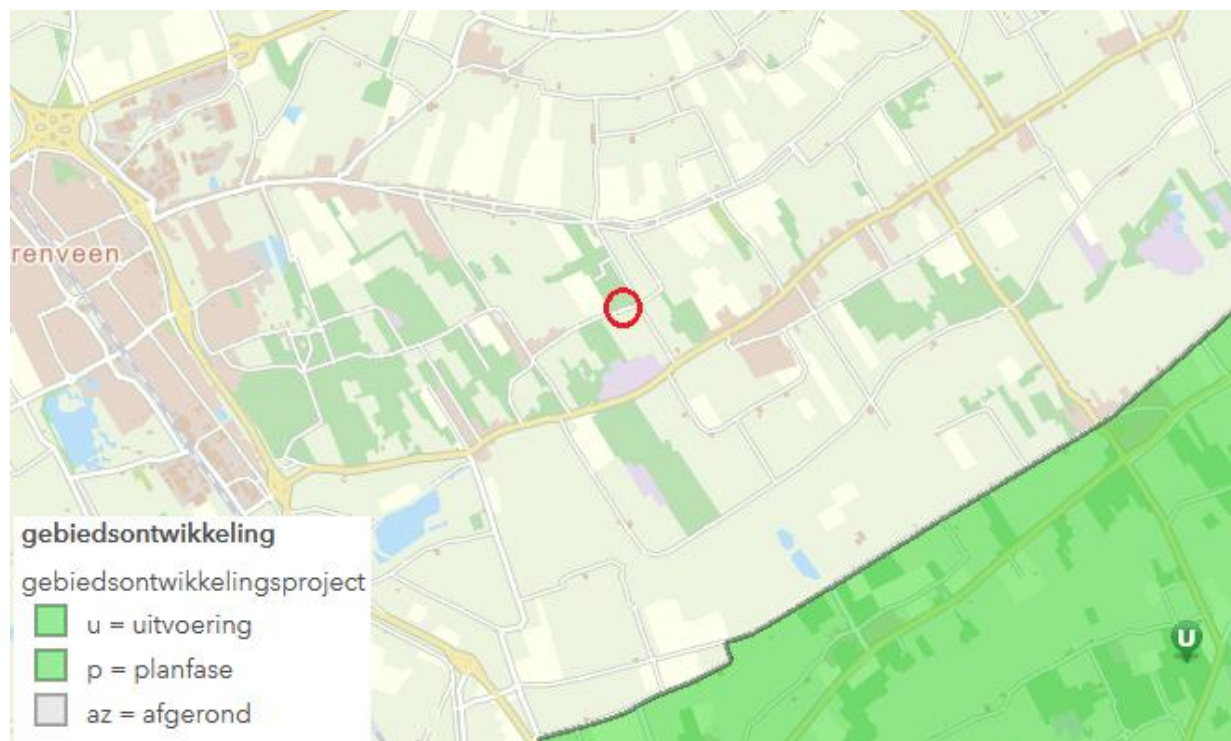 renveen
gebiedsontwikkeling
gebiedsontwikkelingsproject
u = uitvoering
p = planfase
az = afgerond
U